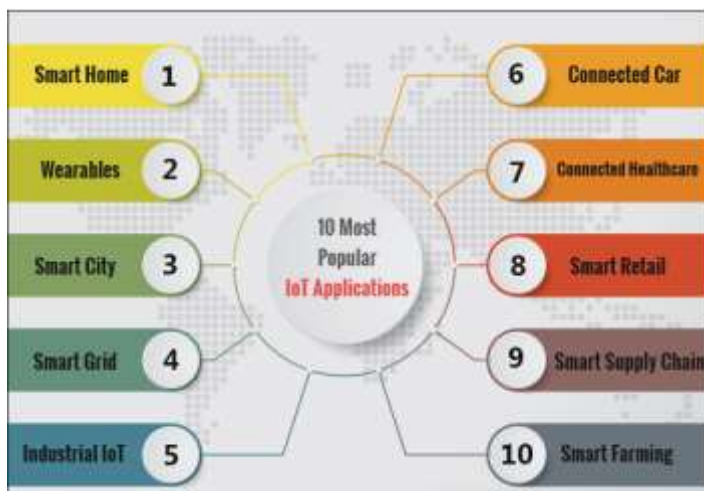 Smart Home 1
Wearables 2
Smart City 3
Smart Grid 4
Industrial IoT 5
10 Most
Popular
IoT Applications
6 Connected Car
7 Connected Healthcare
8 Smart Retail
9 Smart Supply Chain
10 Smart Farming